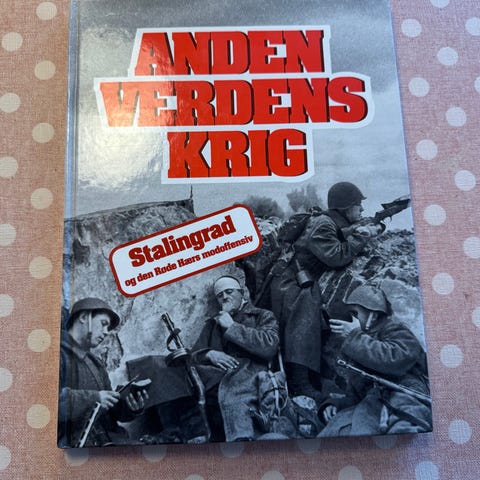 ANDEN
VERDENS
KRIG
Stalingrad
og den Røde Hærs modoffensiv